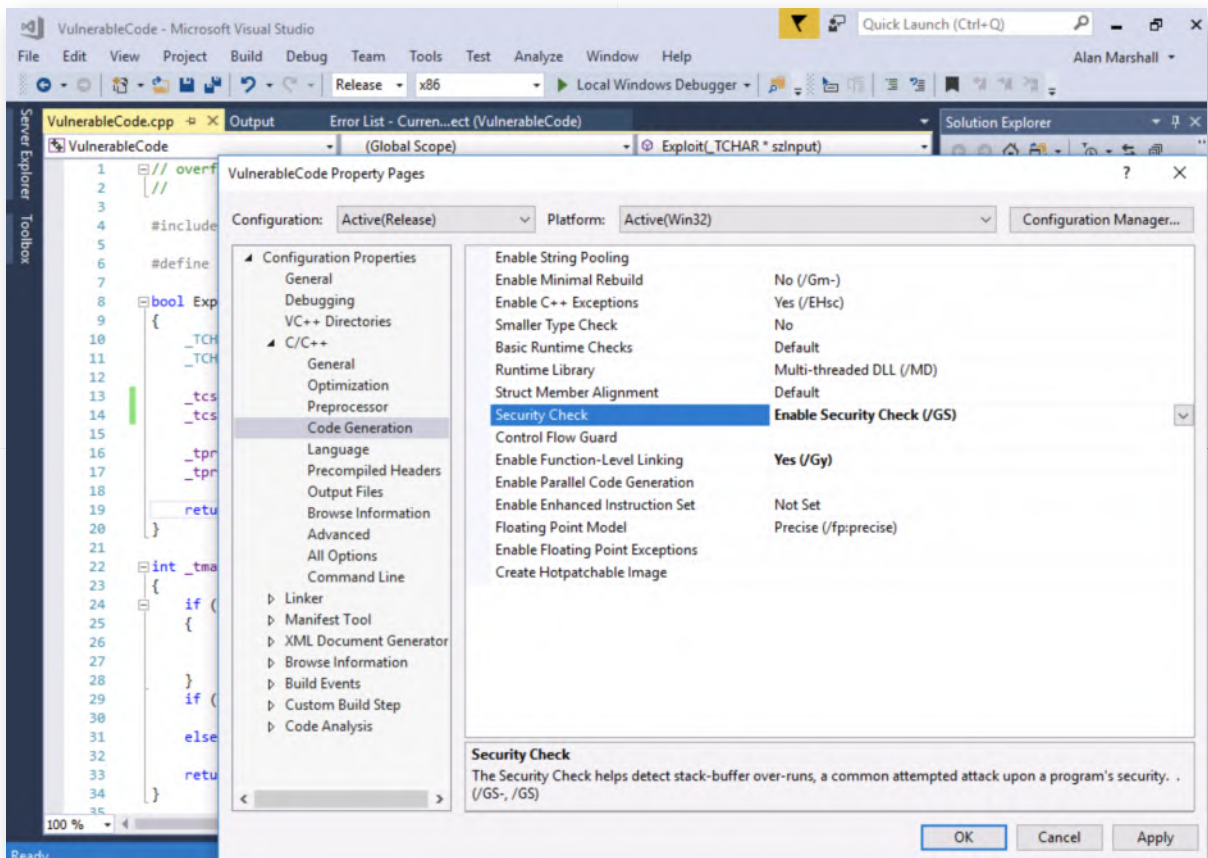 VulnerableCode - Microsoft Visual Studio
Quick Launch (Ctrl+Q)
File Edit View Project Build Debug Team Tools Test Analyze Window Help
Alan Marshall
Release x86 Local Windows Debugger
Server Explorer
Toolbox
VulnerableCode.cpp Output Error List - Curren...ect (VulnerableCode)
Solution Explorer
VulnerableCode (Global Scope) Exploit(_TCHAR * szInput)
1 // overf
2 //
3
4 #include
5
6 #define
7
8 bool Exp
9 {
10 _TCH
11 _TCH
12
13 _tcs
14 _tcs
15
16 _tpr
17 _tpr
18
19 retu
20 }
21
22 int _tma
23 {
24 if (
25 {
26
27
28 }
29 if (
30
31 else
32
33 retu
34 }
35
100 %
Ready
VulnerableCode Property Pages ?
Configuration: Active(Release) Platform: Active(Win32) Configuration Manager...
Configuration Properties
General
Debugging
VC++ Directories
C/C++
General
Optimization
Preprocessor
Code Generation
Language
Precompiled Headers
Output Files
Browse Information
Advanced
All Options
Command Line
Linker
Manifest Tool
XML Document Generator
Browse Information
Build Events
Custom Build Step
Code Analysis
Enable String Pooling
Enable Minimal Rebuild No (/Gm-)
Enable C++ Exceptions Yes (/EHsc)
Smaller Type Check No
Basic Runtime Checks Default
Runtime Library Multi-threaded DLL (/MD)
Struct Member Alignment Default
Security Check Enable Security Check (/GS)
Control Flow Guard
Enable Function-Level Linking Yes (/Gy)
Enable Parallel Code Generation
Enable Enhanced Instruction Set Not Set
Floating Point Model Precise (/fp:precise)
Enable Floating Point Exceptions
Create Hotpatchable Image
Security Check
The Security Check helps detect stack-buffer over-runs, a common attempted attack upon a program's security. .
(/GS-, /GS)
OK Cancel Apply